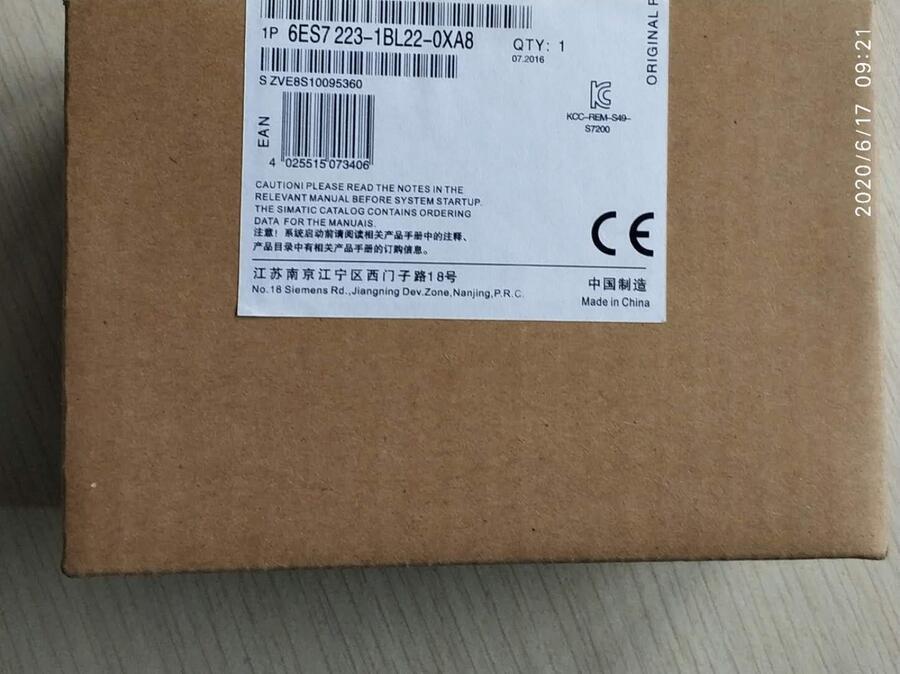 1P 6ES7 223-1BL22-0XA8
QTY: 1
07.2016
S ZVE8S10095360
EAN
4 025515 073406
KCC-REM-S49-
S7200
ORIGINAL
CAUTION! PLEASE READ THE NOTES IN THE
RELEVANT MANUAL BEFORE SYSTEM STARTUP.
THE SIMATIC CATALOG CONTAINS ORDERING
DATA FOR THE MANUAIS.
注意！系统启动前请阅读相关产品手册中的注释、
产品目录中有相关产品手册的订购信息。
CE
江苏南京江宁区西门子路18号
No.18 Siemens Rd.,Jiangning Dev.Zone,Nanjing,P.R.C.
中国制造
Made in China
2020/6/17 09:21